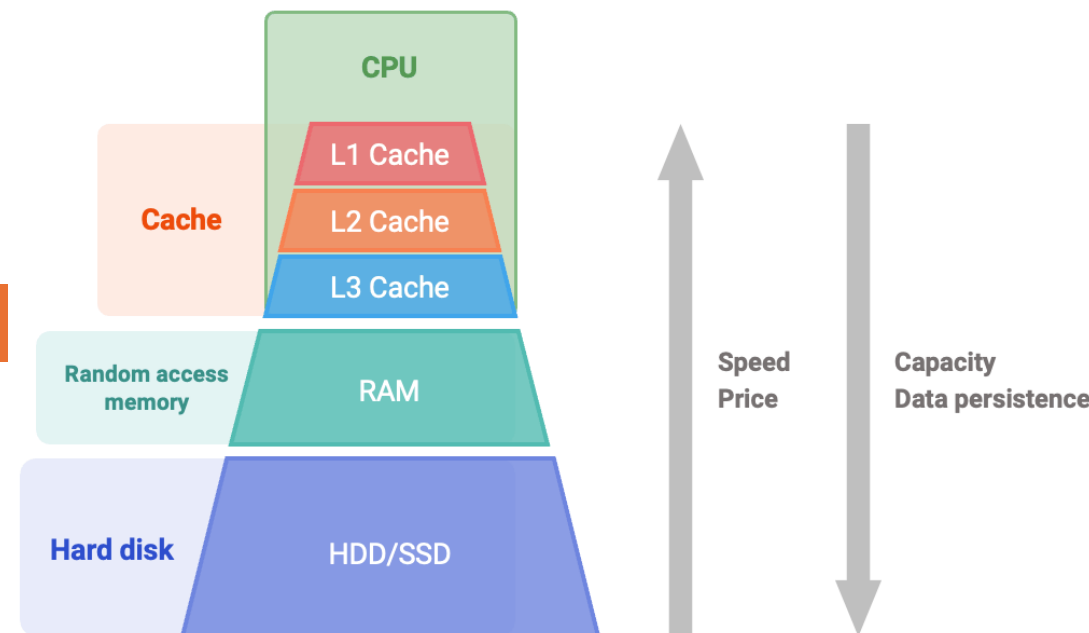 CPU
L1 Cache
Cache
L2 Cache
L3 Cache
Random access
memory
RAM
Speed
Price
Capacity
Data persistence
Hard disk
HDD/SSD